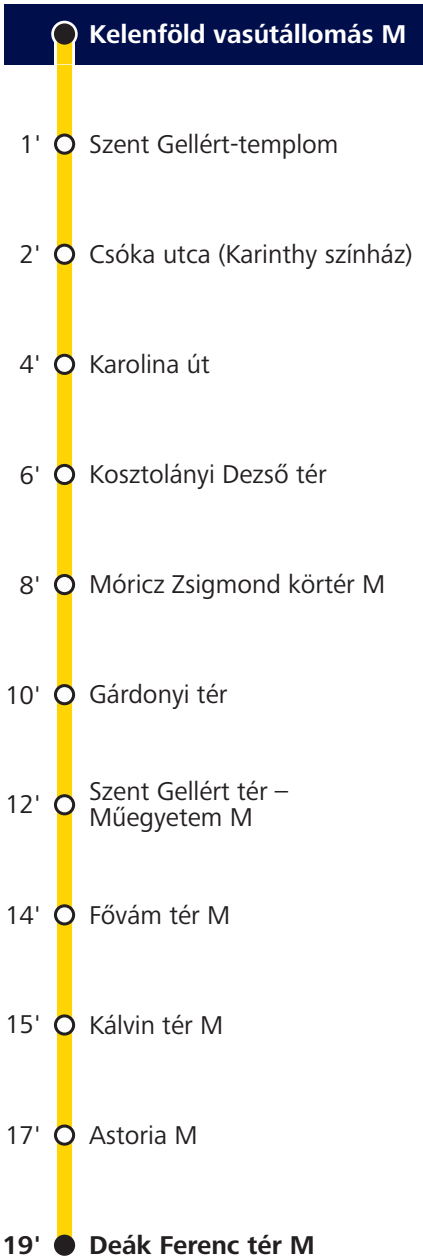 Kelenföld vasútállomás M
1' Szent Gellért-templom
2' Csóka utca (Karinthy színház)
4' Karolina út
6' Kosztolányi Dezső tér
8' Móricz Zsigmond körtér M
10' Gárdonyi tér
12' Szent Gellért tér –
Műegyetem M
14' Fővám tér M
15' Kálvin tér M
17' Astoria M
19' Deák Ferenc tér M